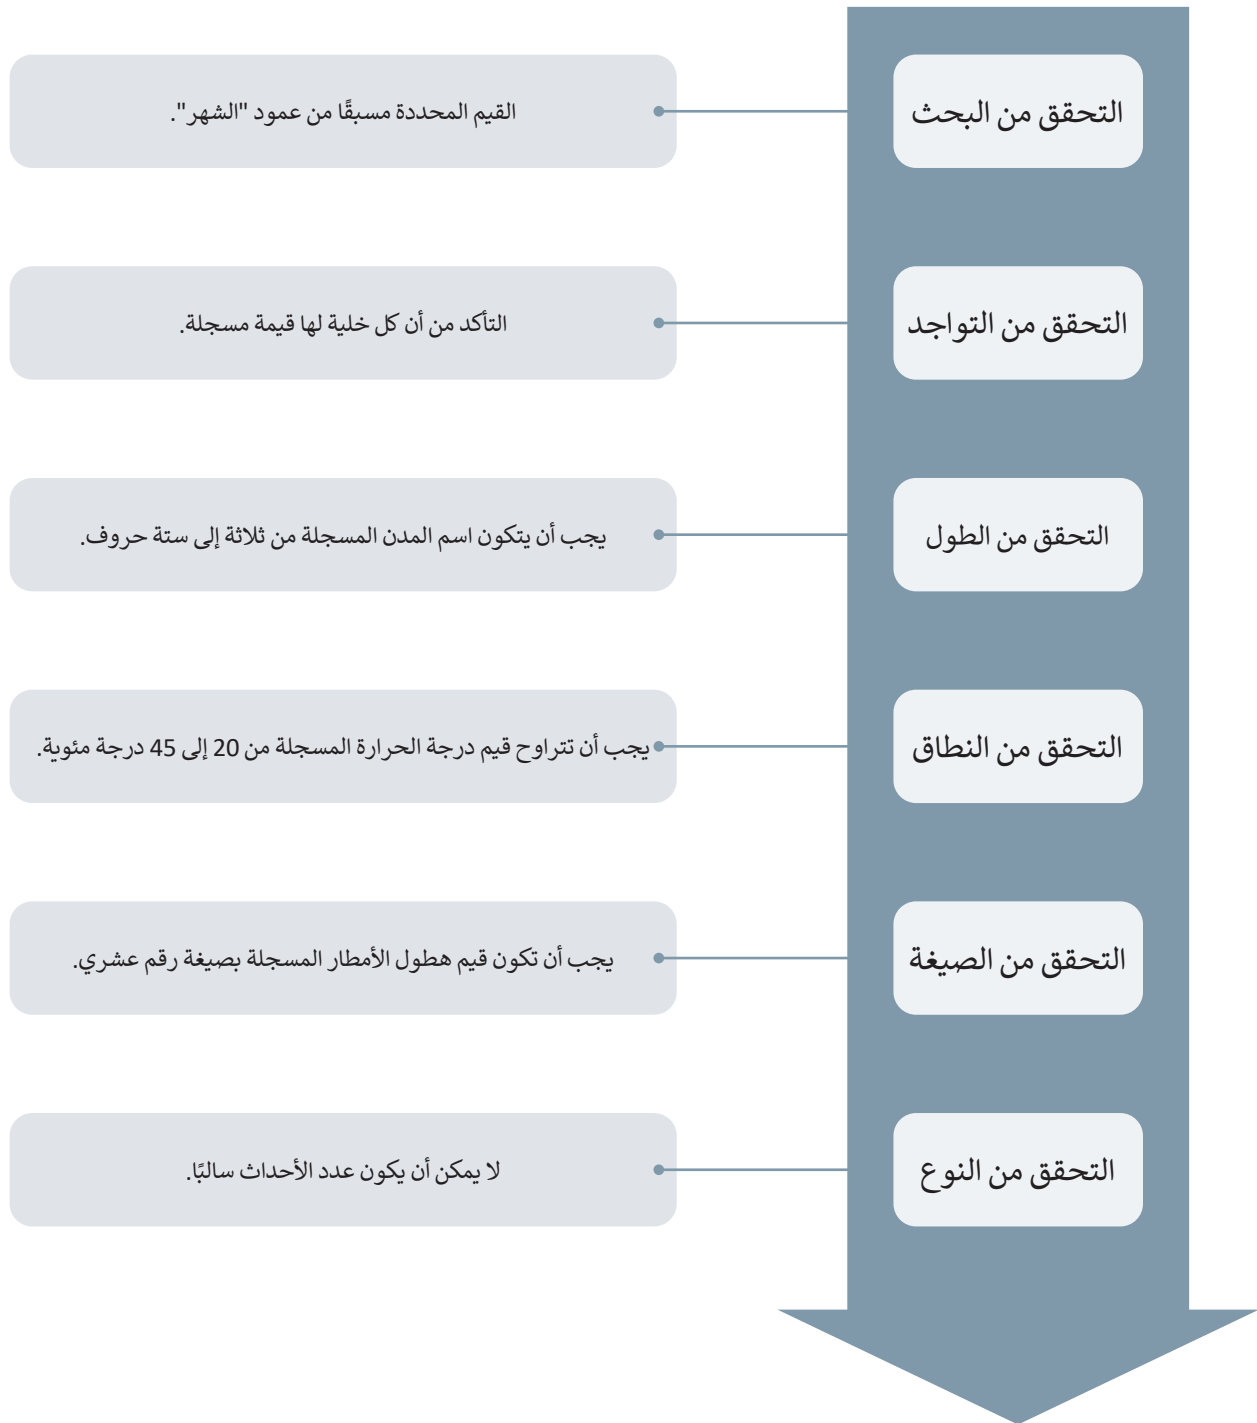 التحقق من البحث
القيم المحددة مسبقًا من عمود "الشهر".
التحقق من التواجد
التأكد من أن كل خلية لها قيمة مسجلة.
التحقق من الطول
يجب أن يتكون اسم المدن المسجلة من ثلاثة إلى ستة حروف.
التحقق من النطاق
يجب أن تتراوح قيم درجة الحرارة المسجلة من 20 إلى 45 درجة مئوية.
التحقق من الصيغة
يجب أن تكون قيم هطول الأمطار المسجلة بصيغة رقم عشري.
التحقق من النوع
لا يمكن أن يكون عدد الأحداث سالبًا.